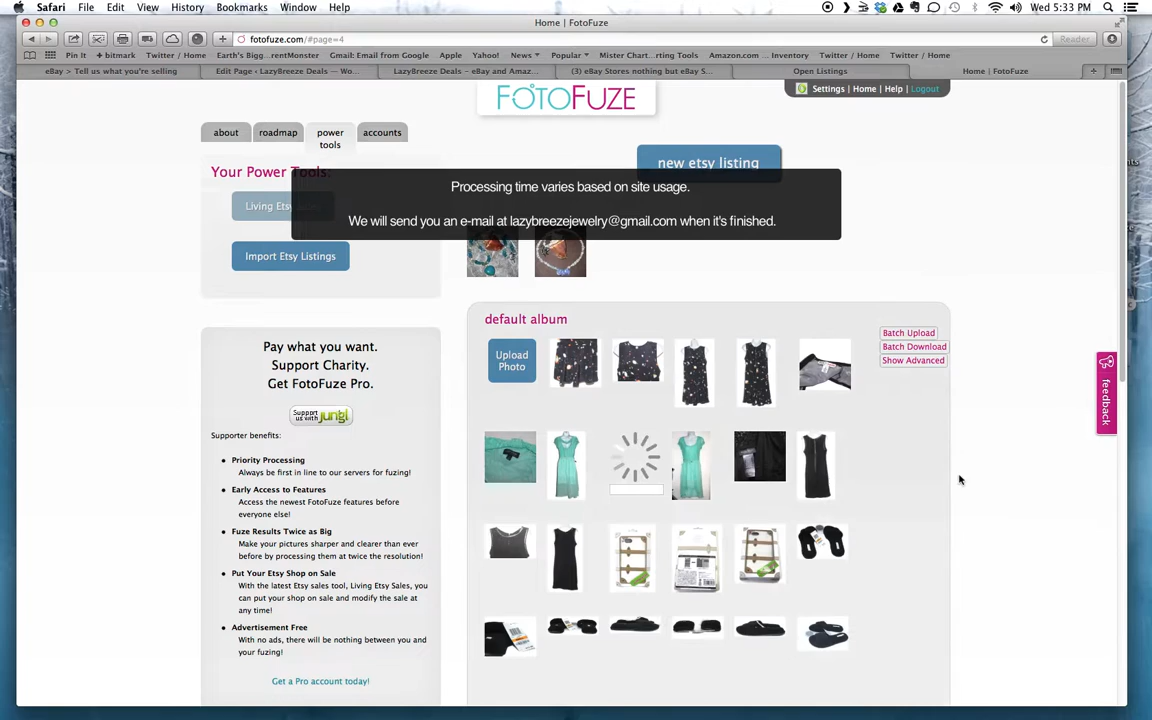 Safari File Edit View History Bookmarks Window Help Wed 5:33 PM
Home | FotoFuze
fotofuze.com/#page=4 Reader
Pin It + bitmark Twitter / Home Earth's Bigg...rentMonster Gmail: Email from Google Apple Yahoo! News Popular Mister Char...rting Tools Amazon.com ... Inventory Twitter / Home Twitter / Home
eBay > Tell us what you're selling Edit Page ‹ LazyBreeze Deals — Wo... LazyBreeze Deals – eBay and Amaz... (3) eBay Stores nothing but eBay S... Open Listings Home | FotoFuze
FOTOFUZE
Settings | Home | Help | Logout
about roadmap power tools accounts
new etsy listing
Your Power Tools:
Processing time varies based on site usage.
Living Etsy
We will send you an e-mail at lazybreezejewelry@gmail.com when it's finished.
Import Etsy Listings
default album
Batch Upload
Batch Download
Show Advanced
Upload
Photo
Pay what you want.
Support Charity.
Get FotoFuze Pro.
Support us with jungl
Supporter benefits:
Priority Processing
Always be first in line to our servers for fuzing!
Early Access to Features
Access the newest FotoFuze features before
everyone else!
Fuze Results Twice as Big
Make your pictures sharper and clearer than ever
before by processing them at twice the resolution!
Put Your Etsy Shop on Sale
With the latest Etsy sales tool, Living Etsy Sales, you
can put your shop on sale and modify the sale at
any time!
Advertisement Free
With no ads, there will be nothing between you and
your fuzing!
Get a Pro account today!
feedback